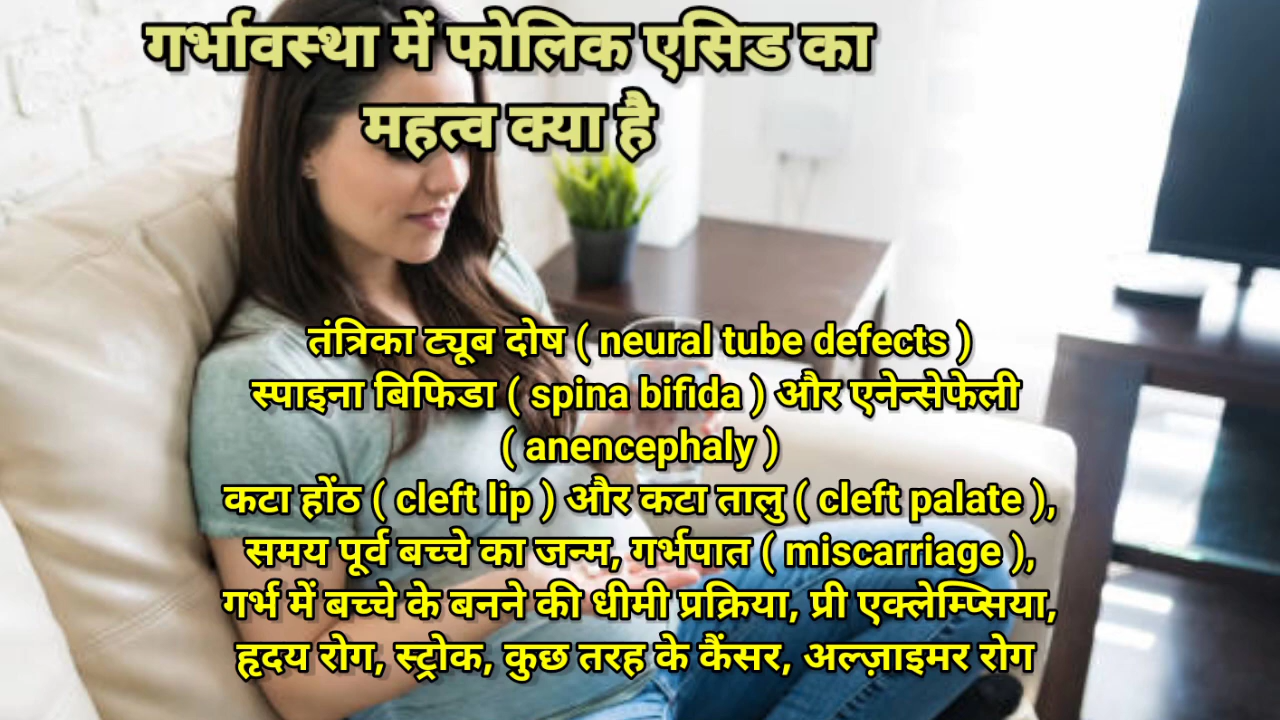 गर्भावस्था में फोलिक एसिड का
महत्व क्या है
तंत्रिका ट्यूब दोष ( neural tube defects )
स्पाइना बिफिडा ( spina bifida ) और एनेन्सेफेली
( anencephaly )
कटा होंठ ( cleft lip ) और कटा तालु ( cleft palate ),
समय पूर्व बच्चे का जन्म, गर्भपात ( miscarriage ),
गर्भ में बच्चे के बनने की धीमी प्रक्रिया, प्री एक्लेम्प्सिया,
हृदय रोग, स्ट्रोक, कुछ तरह के कैंसर, अल्ज़ाइमर रोग